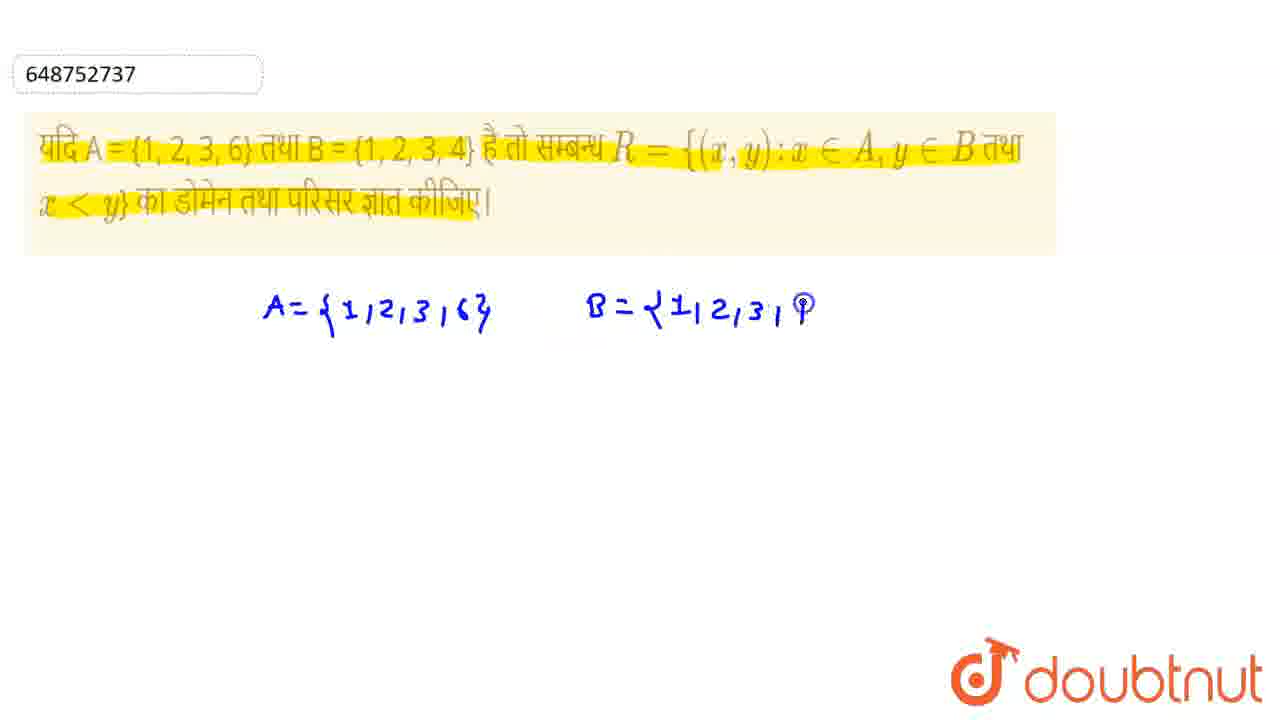 648752737
यदि A = {1, 2, 3, 6} तथा B = {1, 2, 3, 4} है तो सम्बन्ध R = {(x, y) : x ∈ A, y ∈ B तथा
x < y} का डोमेन तथा परिसर ज्ञात कीजिए।
A = {1, 2, 3, 6} B = {1, 2, 3,
doubtnut